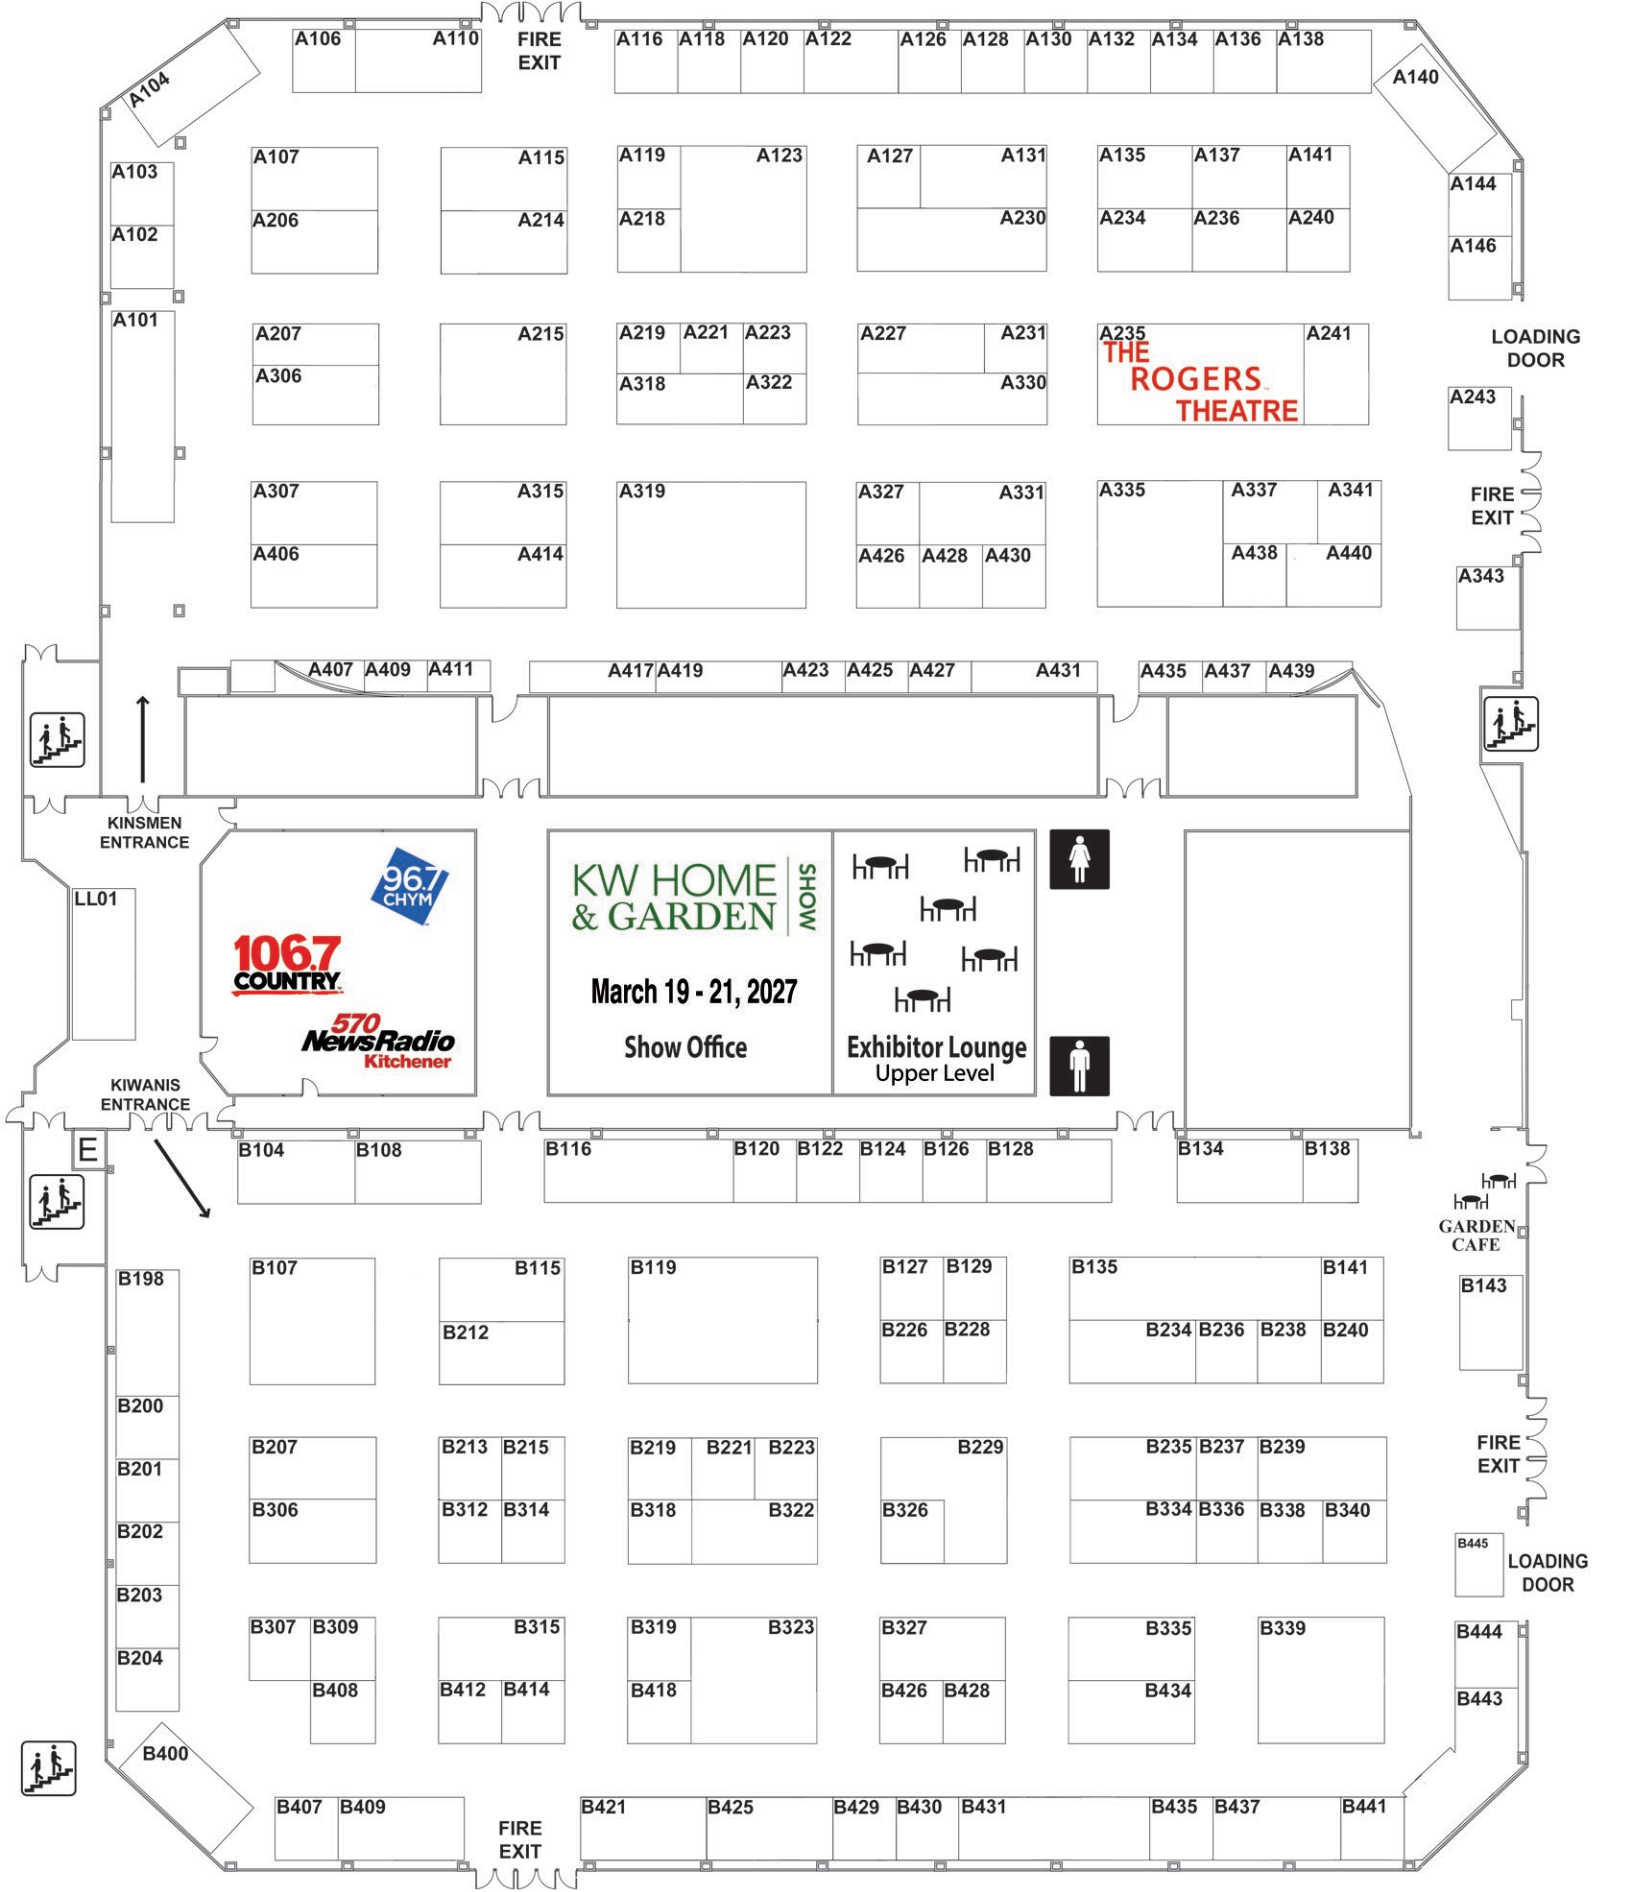 A106 A110 FIRE EXIT A116 A118 A120 A122 A126 A128 A130 A132 A134 A136 A138
A104 A140
A107 A115 A119 A123 A127 A131 A135 A137 A141
A103 A144
A206 A214 A218 A230 A234 A236 A240
A102 A146
A101
A207 A215 A219 A221 A223 A227 A231 A235 A241
LOADING
DOOR
THE
ROGERS
THEATRE
A306 A318 A322 A330
A243
A307 A315 A319 A327 A331 A335 A337 A341
FIRE
EXIT
A406 A414 A426 A428 A430 A438 A440
A343
A407 A409 A411 A417 A419 A423 A425 A427 A431 A435 A437 A439
KINSMEN
ENTRANCE
LL01
96.7
CHYM
106.7
COUNTRY
570
NewsRadio
Kitchener
KW HOME
& GARDEN
SHOW
March 19 - 21, 2027
Show Office
Exhibitor Lounge
Upper Level
KIWANIS
ENTRANCE
E
B104 B108 B116 B120 B122 B124 B126 B128 B134 B138
GARDEN
CAFE
B198 B107 B115 B119 B127 B129 B135 B141 B143
B212 B226 B228 B234 B236 B238 B240
B200
B207 B213 B215 B219 B221 B223 B229 B235 B237 B239
FIRE
EXIT
B201
B306 B312 B314 B318 B322 B326 B334 B336 B338 B340
B202
B445
LOADING
DOOR
B203
B307 B309 B315 B319 B323 B327 B335 B339 B444
B204
B408 B412 B414 B418 B426 B428 B434 B443
B400
B407 B409 B421 B425 B429 B430 B431 B435 B437 B441
FIRE
EXIT